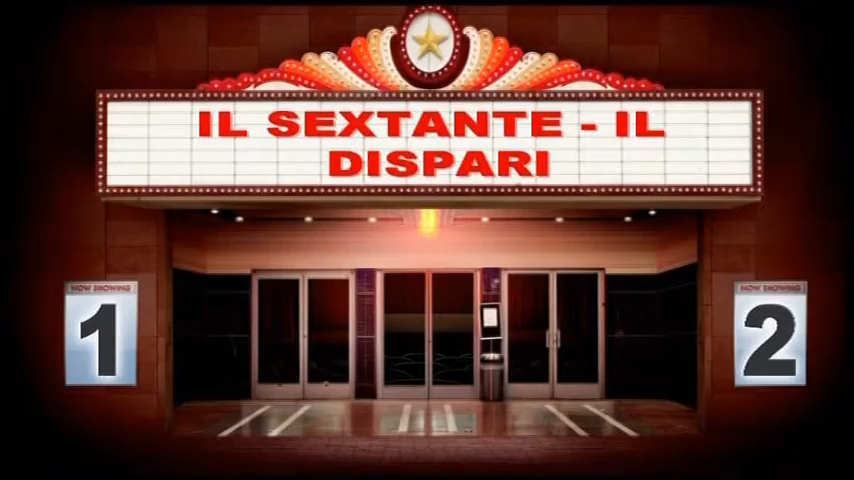 IL SEXTANTE - IL
DISPARI
NOW SHOWING
1
NOW SHOWING
2